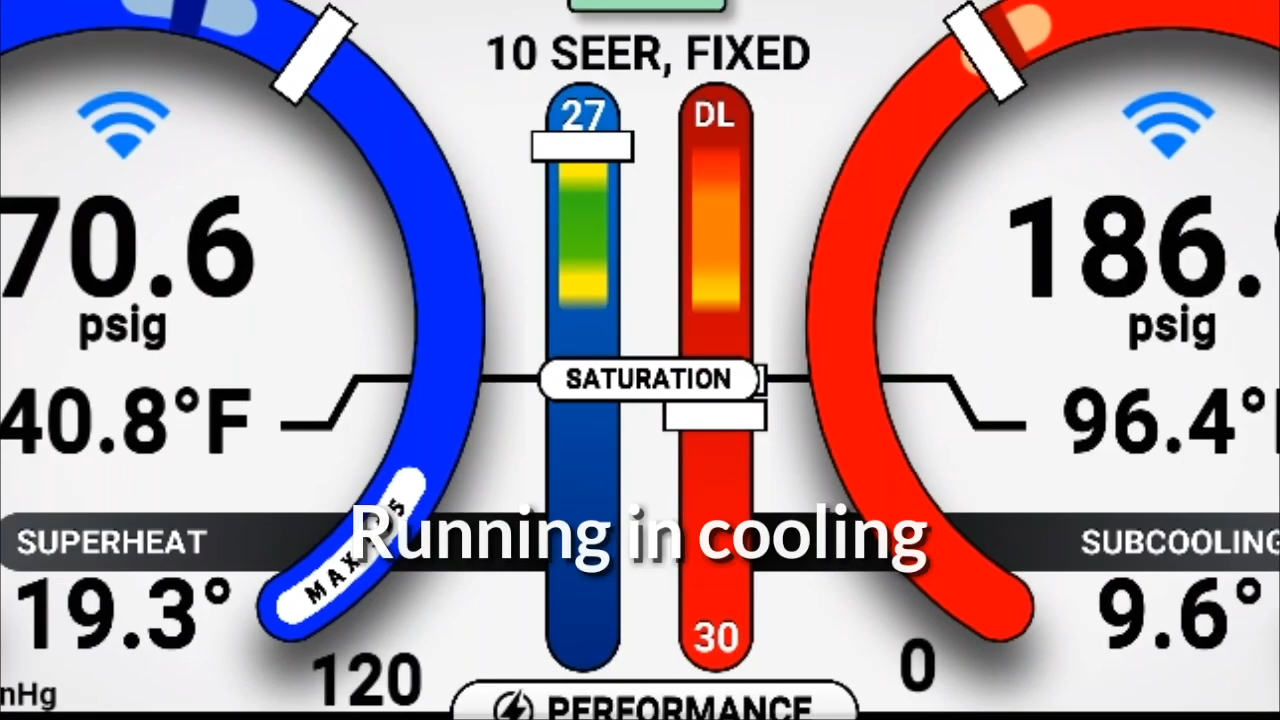 10 SEER, FIXED
27
DL
70.6
psig
186.
psig
SATURATION
40.8°F
96.4°
Running in cooling
SUPERHEAT
SUBCOOLING
19.3°
9.6°
30
120
0
nHg
PERFORMANCE